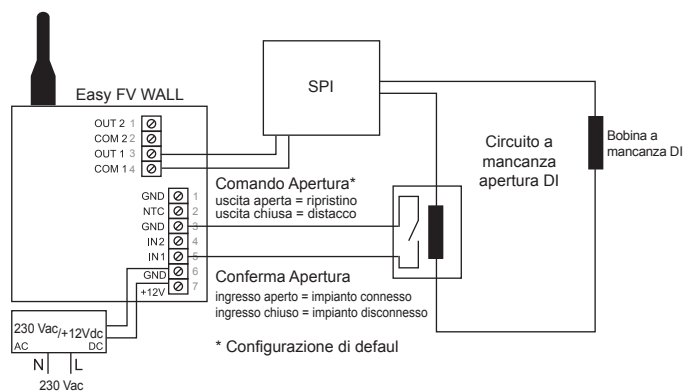 Easy FV WALL
OUT 2 1
COM 2 2
OUT 1 3
COM 1 4
GND 1
NTC 2
GND 3
IN2 4
IN1 5
GND 6
+12V 7
SPI
Circuito a
mancanza
apertura DI
Bobina a
mancanza DI
Comando Apertura*
uscita aperta = ripristino
uscita chiusa = distacco
Conferma Apertura
ingresso aperto = impianto connesso
ingresso chiuso = impianto disconnesso
* Configurazione di defaul
230 Vac/+12Vdc
AC DC
N L
230 Vac